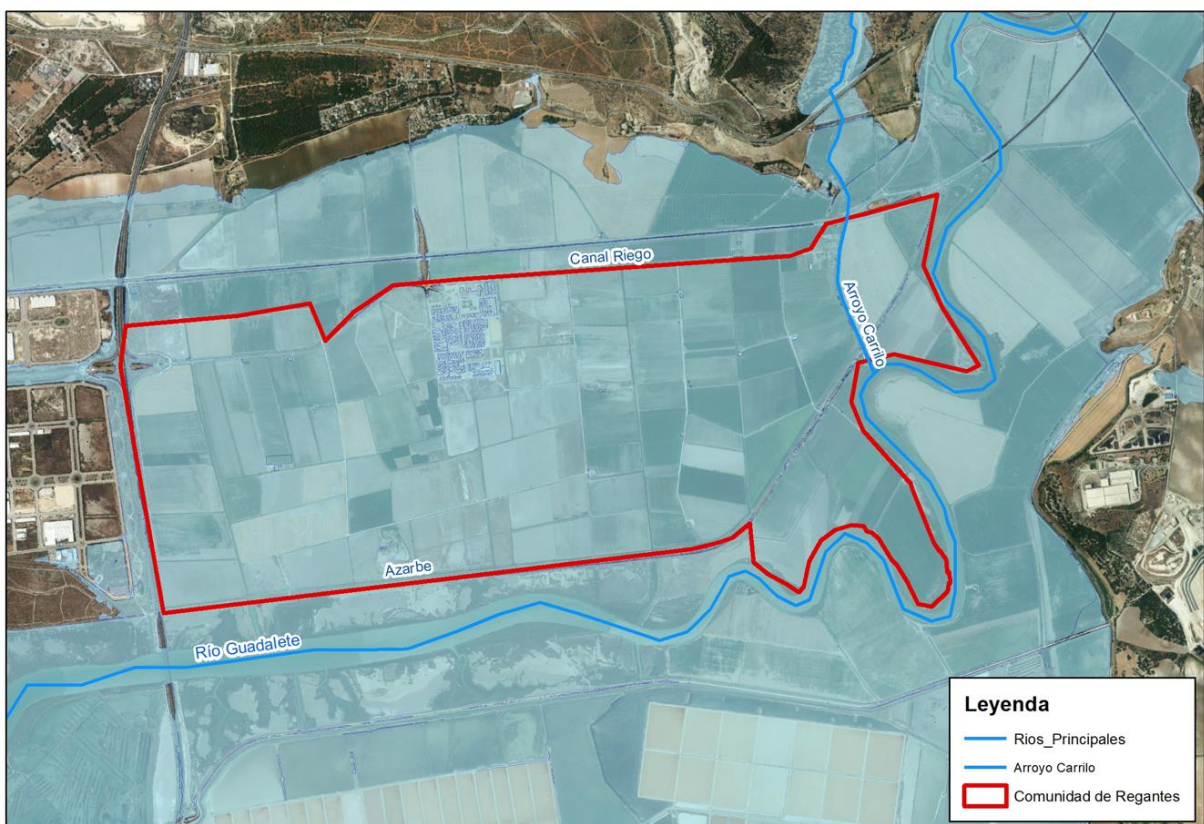 Canal Riego
Arroyo Carrilo
Azarbe
Río Guadalete
Leyenda
Rios_Principales
Arroyo Carrilo
Comunidad de Regantes